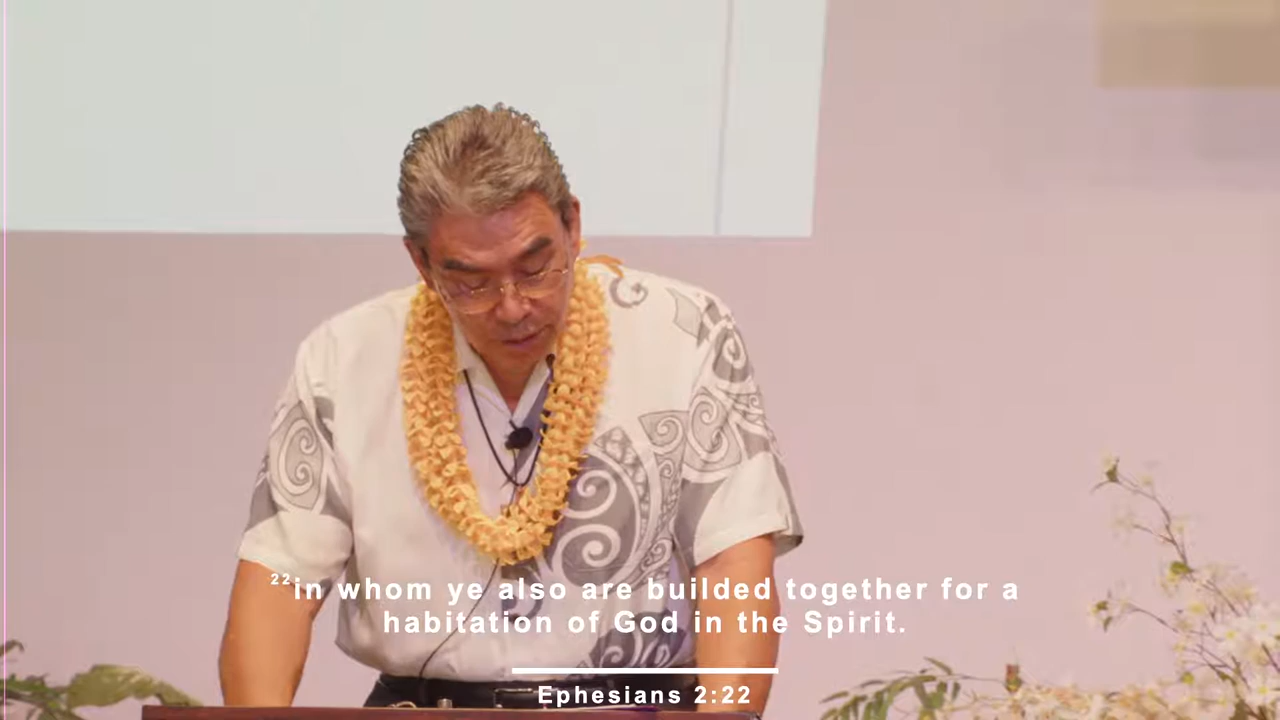 ²²in whom ye also are builded together for a
habitation of God in the Spirit.
Ephesians 2:22